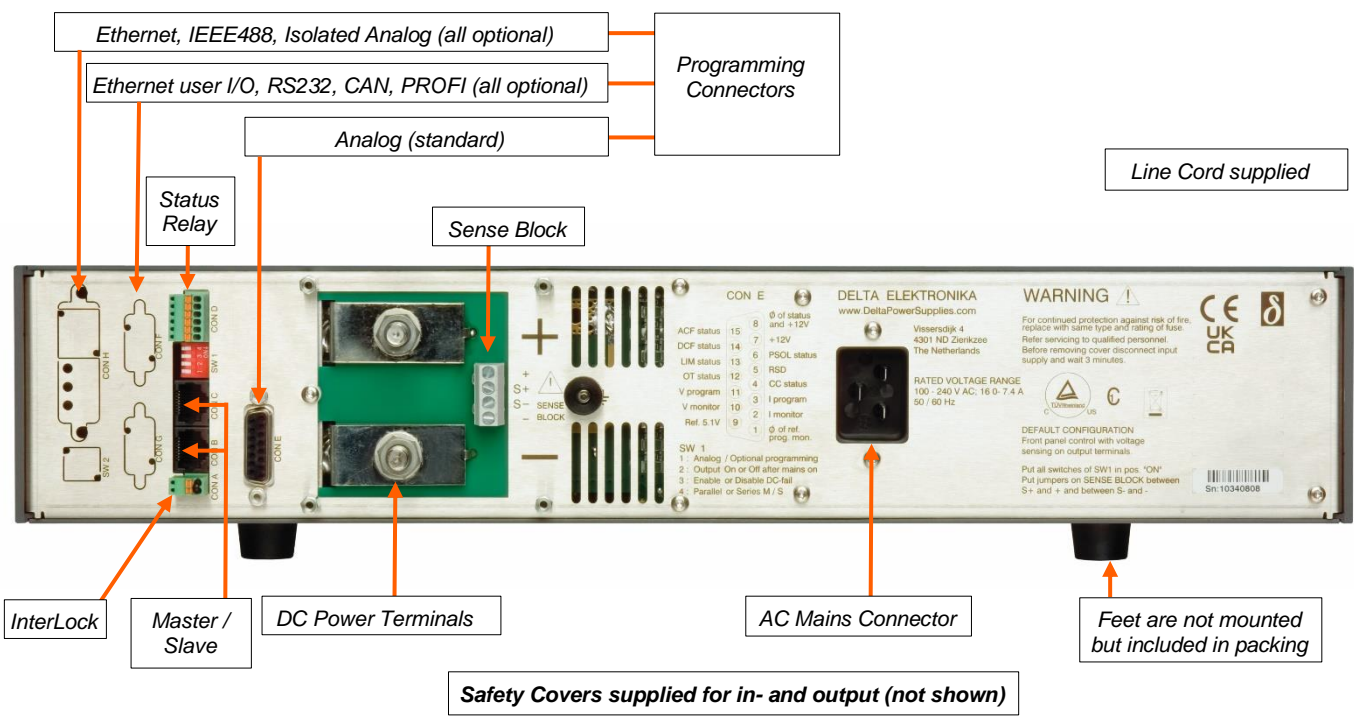 Ethernet, IEEE488, Isolated Analog (all optional)
Ethernet user I/O, RS232, CAN, PROFI (all optional)
Analog (standard)
Programming
Connectors
Line Cord supplied
Status
Relay
Sense Block
CON H
SW 2
CON F
CON G
CON D
SW 1
ON
1 2 3 4
CON C
CON B
CON A
CON E
+
S+
S−
−
SENSE
BLOCK
+
−
CON E
ACF status 15
DCF status 14
LIM status 13
OT status 12
V program 11
V monitor 10
Ref. 5.1V 9
8 Ø of status
and +12V
7 +12V
6 PSOL status
5 RSD
4 CC status
3 I program
2 I monitor
1 Ø of ref.
prog. mon.
SW 1
1 : Analog / Optional programming
2 : Output On or Off after mains on
3 : Enable or Disable DC-fail
4 : Parallel or Series M / S
DELTA ELEKTRONIKA
www.DeltaPowerSupplies.com
Vissersdijk 4
4301 ND Zierikzee
The Netherlands
RATED VOLTAGE RANGE
100 - 240 V AC; 16.0- 7.4 A
50 / 60 Hz
WARNING
For continued protection against risk of fire,
replace with same type and rating of fuse.
Refer servicing to qualified personnel.
Before removing cover disconnect input
supply and wait 3 minutes.
CE
UK
CA
δ
TÜVRheinland
C US
DEFAULT CONFIGURATION
Front panel control with voltage
sensing on output terminals.
Put all switches of SW1 in pos. "ON"
Put jumpers on SENSE BLOCK between
S+ and + and between S- and -
Sn:10340808
InterLock
Master /
Slave
DC Power Terminals
AC Mains Connector
Feet are not mounted
but included in packing
Safety Covers supplied for in- and output (not shown)